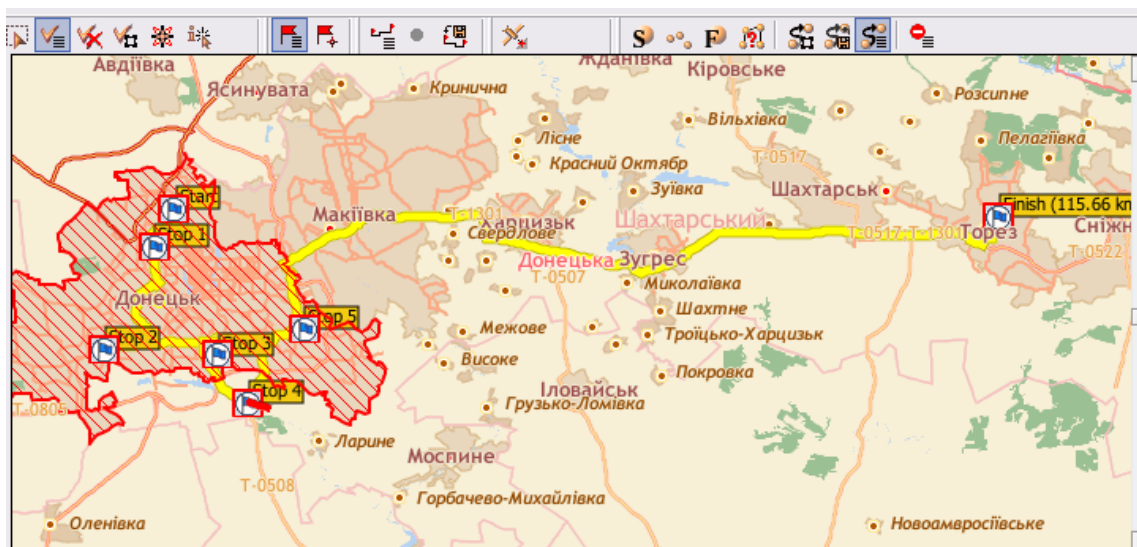 S
F
Авдіївка
Жданівка
Кіровське
Ясинувата
Кринична
Розсипне
Вільхівка
Лісне
Пелагіївка
Красний Октябр
Т-0517
Start
Зуївка
Шахтарськ
Макіївка
Т-1301
Харцизьк
Шахтарський
Finish (115.66 km
Stop 1
Свердлове
Т-0517
Т-1301
Торез
Сніжн
Т-0522
Донецька
Зугрес
Т-0507
Миколаївка
Донецьк
Шахтне
Stop 5
Межове
Троїцько-Харцизьк
Stop 2
Stop 3
Високе
Покровка
Stop 4
Іловайськ
Т-0805
Грузько-Ломівка
Ларине
Моспине
Т-0508
Горбачево-Михайлівка
Оленівка
Новоамвросіївське